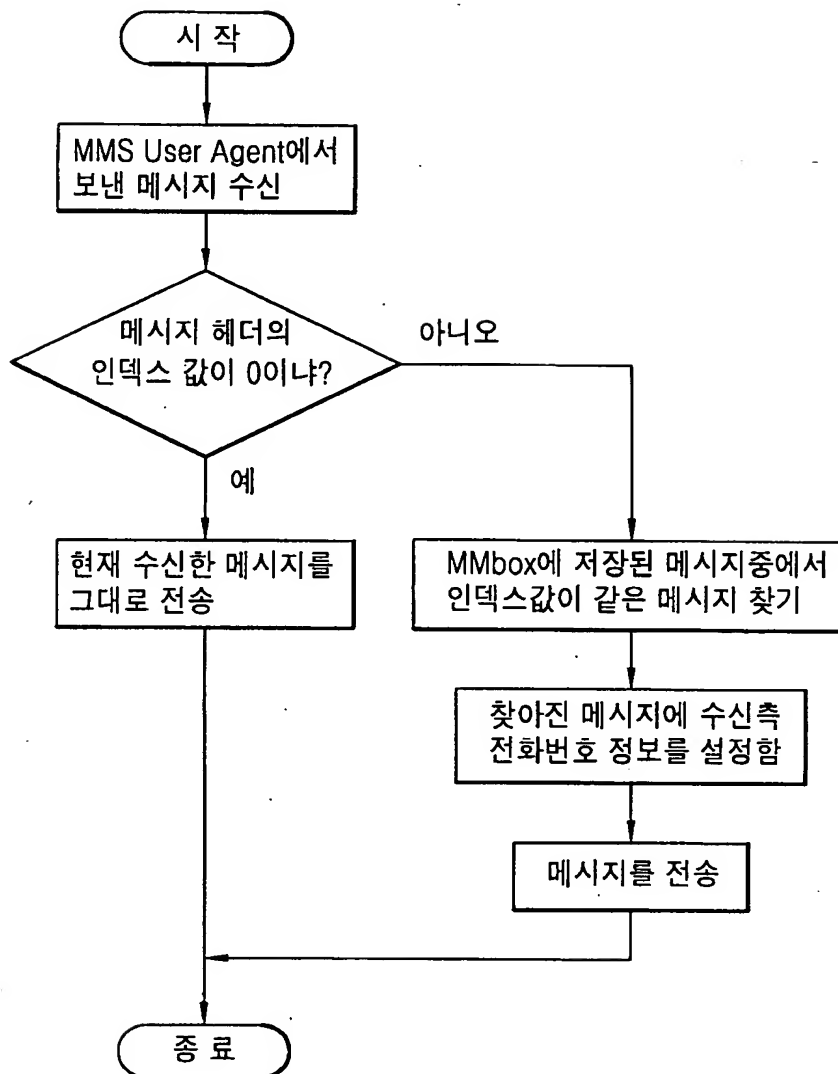 시 작
MMS User Agent에서
보낸 메시지 수신
메시지 헤더의
인덱스 값이 0이냐?
아니오
예
현재 수신한 메시지를
그대로 전송
MMbox에 저장된 메시지중에서
인덱스값이 같은 메시지 찾기
찾아진 메시지에 수신측
전화번호 정보를 설정함
메시지를 전송
종 료